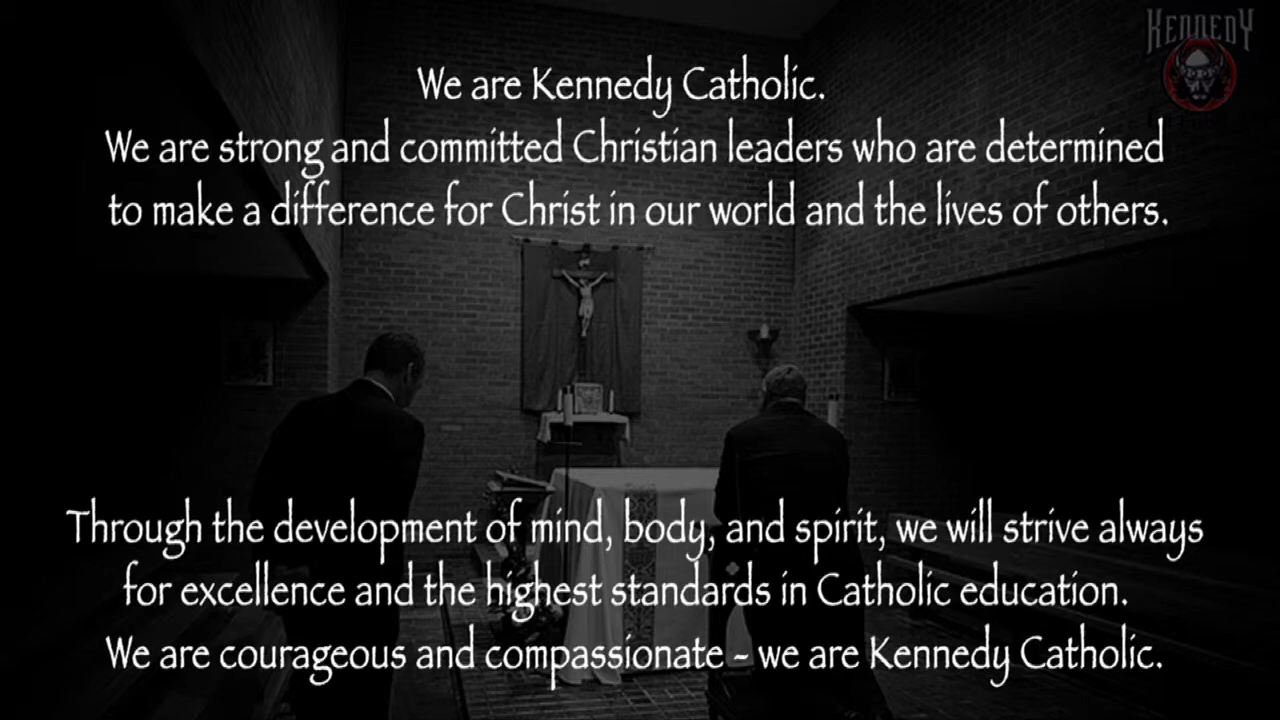 KENNEDY
We are Kennedy Catholic.
We are strong and committed Christian leaders who are determined
to make a difference for Christ in our world and the lives of others.
Through the development of mind, body, and spirit, we will strive always
for excellence and the highest standards in Catholic education.
We are courageous and compassionate - we are Kennedy Catholic.